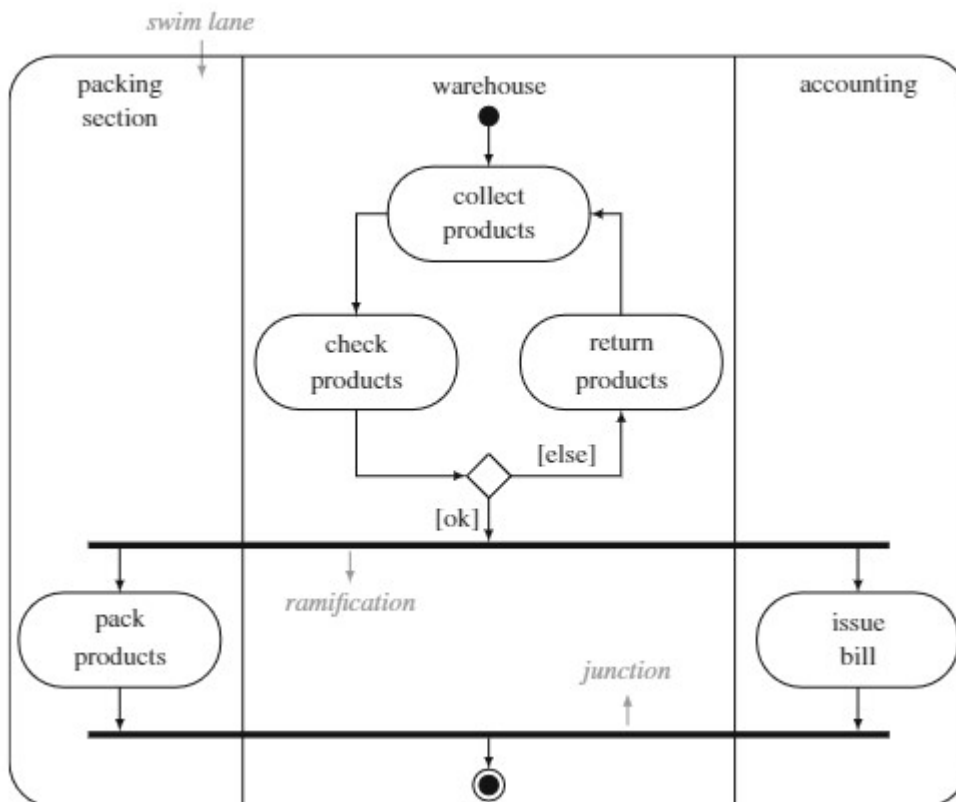 swim lane
packing
section
warehouse
accounting
collect
products
check
products
return
products
[else]
[ok]
ramification
pack
products
issue
bill
junction